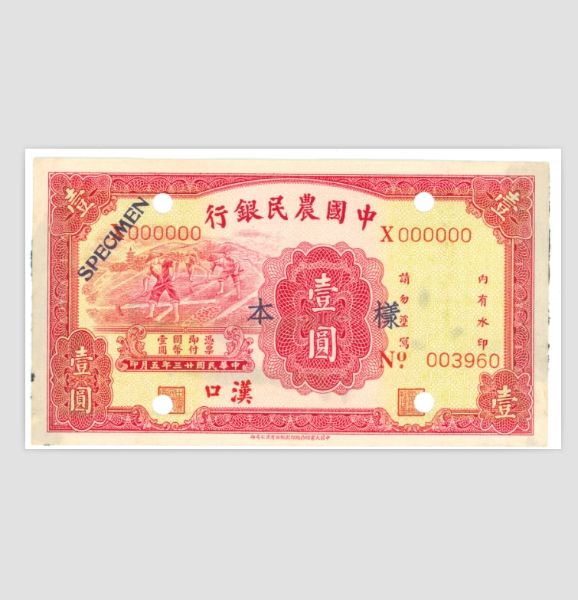 中國農民銀行
SPECIMEN
X000000
X000000
壹
壹
壹圓
樣本
內有水印
請勿塗寫
憑票即付國幣壹圓
中華民國廿三年五月印
Nº. 003960
漢口
壹圓
壹